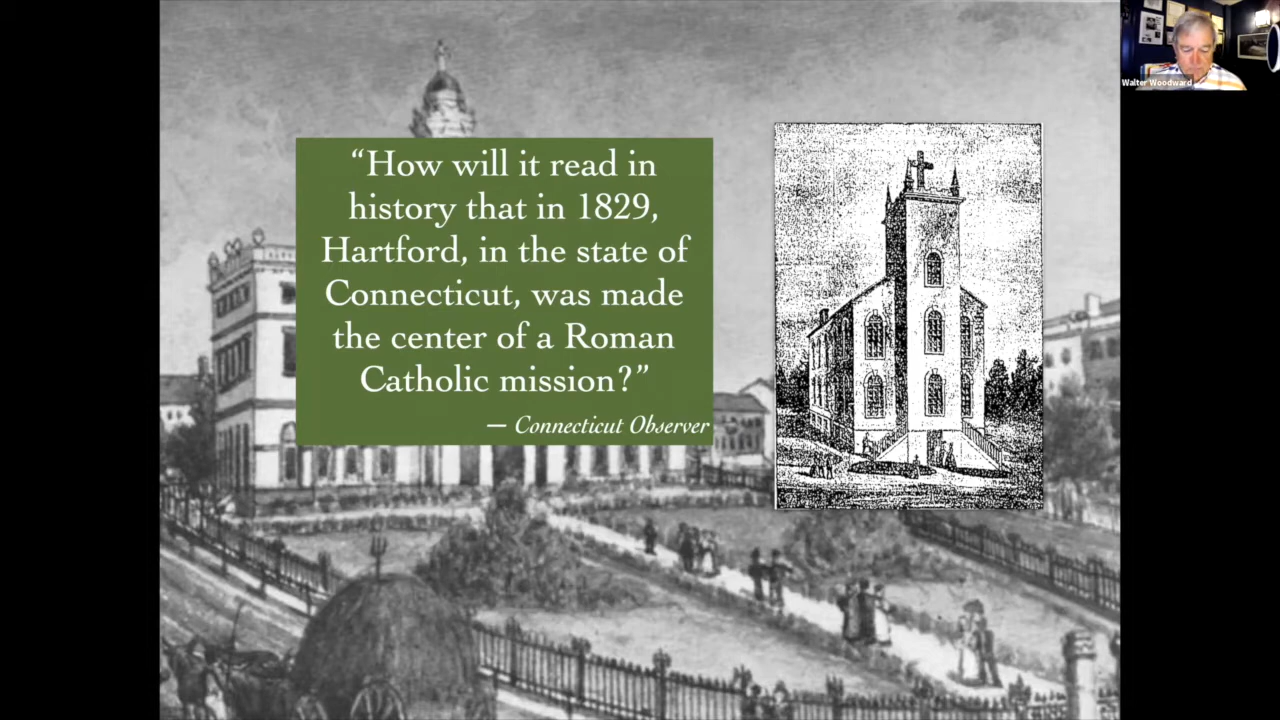 “How will it read in
history that in 1829,
Hartford, in the state of
Connecticut, was made
the center of a Roman
Catholic mission?”
— Connecticut Observer
Walter Woodward